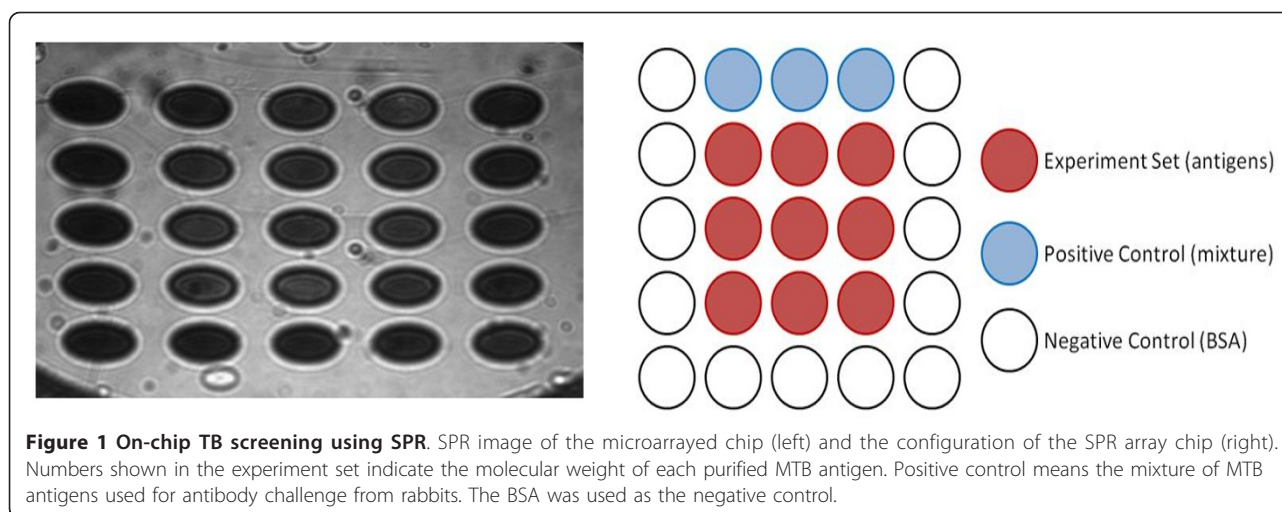 Experiment Set (antigens)
Positive Control (mixture)
Negative Control (BSA)
Figure 1 On-chip TB screening using SPR. SPR image of the microarrayed chip (left) and the configuration of the SPR array chip (right).
Numbers shown in the experiment set indicate the molecular weight of each purified MTB antigen. Positive control means the mixture of MTB
antigens used for antibody challenge from rabbits. The BSA was used as the negative control.